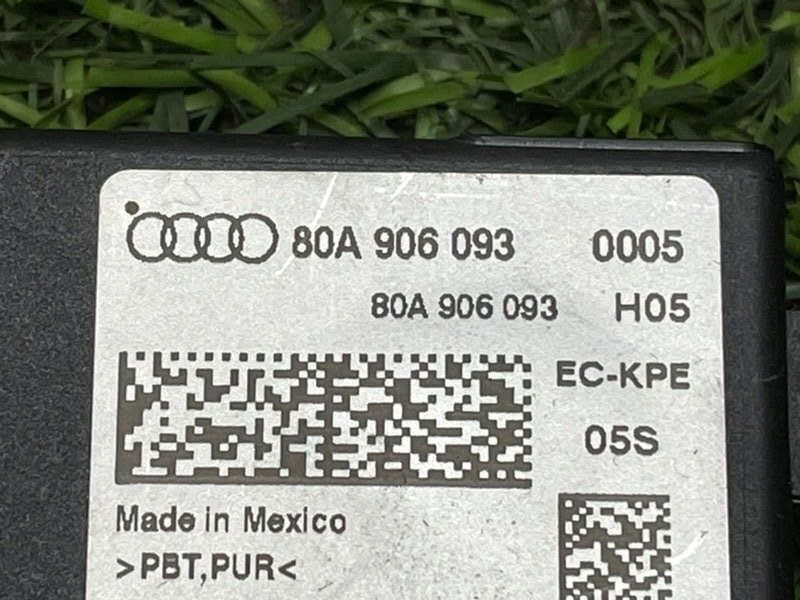 80A 906 093 0005
80A 906 093 H05
EC-KPE
05S
Made in Mexico
>PBT,PUR<